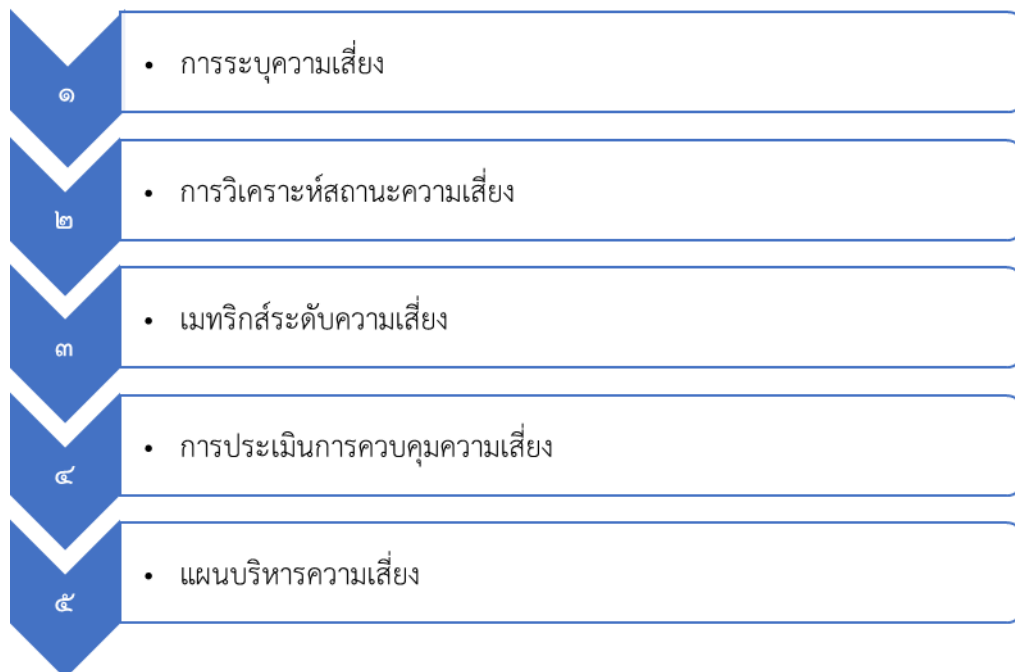 ๑
• การระบุความเสี่ยง
๒
• การวิเคราะห์สถานะความเสี่ยง
๓
• เมทริกส์ระดับความเสี่ยง
๔
• การประเมินการควบคุมความเสี่ยง
๕
• แผนบริหารความเสี่ยง